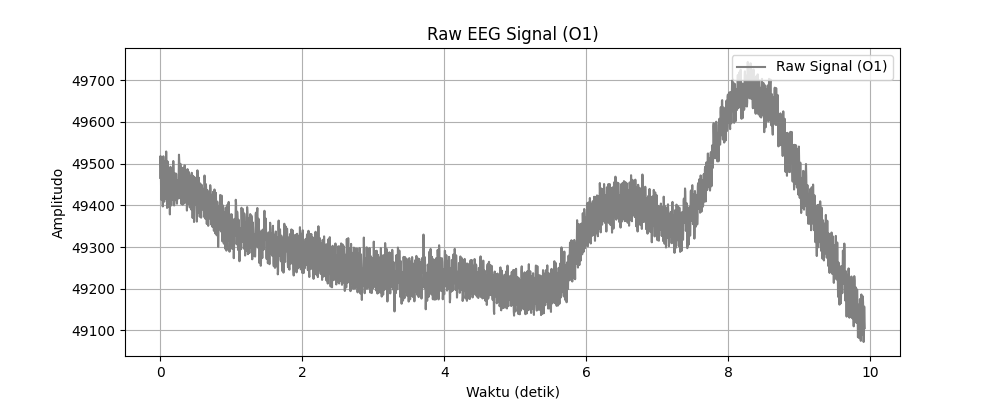 Raw EEG Signal (O1)
Raw Signal (O1)
49700
49600
49500
49400
49300
49200
49100
Amplitudo
0 2 4 6 8 10
Waktu (detik)